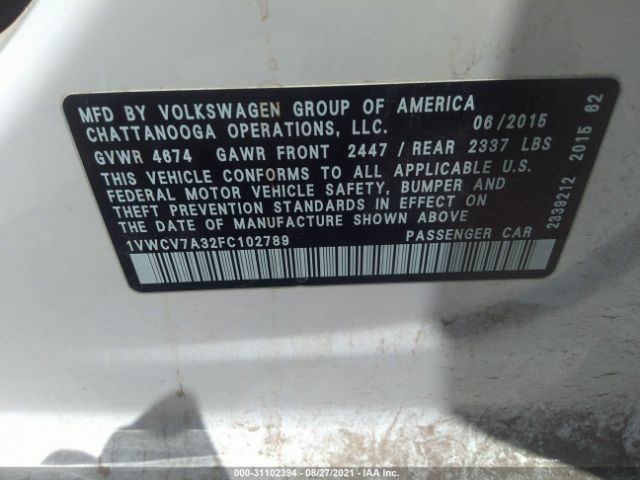 MFD BY VOLKSWAGEN GROUP OF AMERICA
CHATTANOOGA OPERATIONS, LLC. 06/2015
GVWR 4674 GAWR FRONT 2447 / REAR 2337 LBS
THIS VEHICLE CONFORMS TO ALL APPLICABLE U.S.
FEDERAL MOTOR VEHICLE SAFETY, BUMPER AND
THEFT PREVENTION STANDARDS IN EFFECT ON
THE DATE OF MANUFACTURE SHOWN ABOVE
1VWCV7A32FC102789 PASSENGER CAR
2339212 2015 62
000-31102394 - 08/27/2021 - IAA Inc.